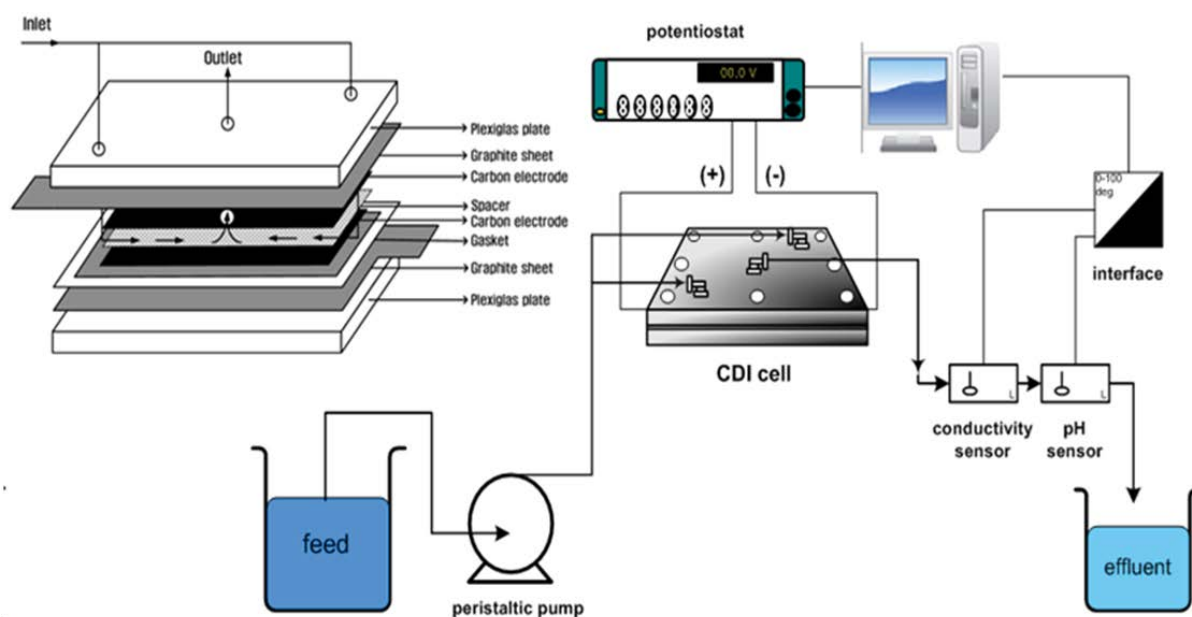 Inlet
Outlet
Plexiglas plate
Graphite sheet
Carbon electrode
Spacer
Carbon electrode
Gasket
Graphite sheet
Plexiglas plate
potentiostat
00.0 V
(+)
(-)
0-100
deg
interface
CDI cell
L
L
conductivity
sensor
pH
sensor
feed
peristaltic pump
effluent